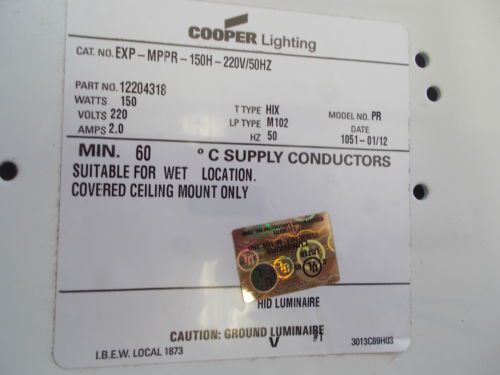 COOPER Lighting
CAT. NO. EXP - MPPR - 150H - 220V/50HZ
PART NO. 12204318
WATTS 150
VOLTS 220
AMPS 2.0
T TYPE HIX
LP TYPE M102
HZ 50
MODEL NO. PR
DATE
1051 - 01/12
MIN. 60 °C SUPPLY CONDUCTORS
SUITABLE FOR WET LOCATION.
COVERED CEILING MOUNT ONLY
HID LUMINAIRE
CAUTION: GROUND LUMINAIRE
V #1
I.B.E.W. LOCAL 1873
3013C69H03